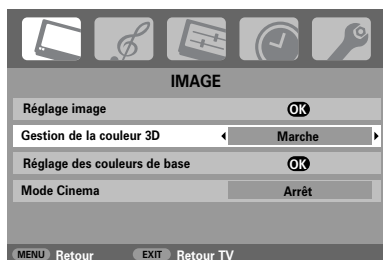 IMAGE
Réglage image OK
Gestion de la couleur 3D Marche
Réglage des couleurs de base OK
Mode Cinema Arrêt
MENU Retour EXIT Retour TV